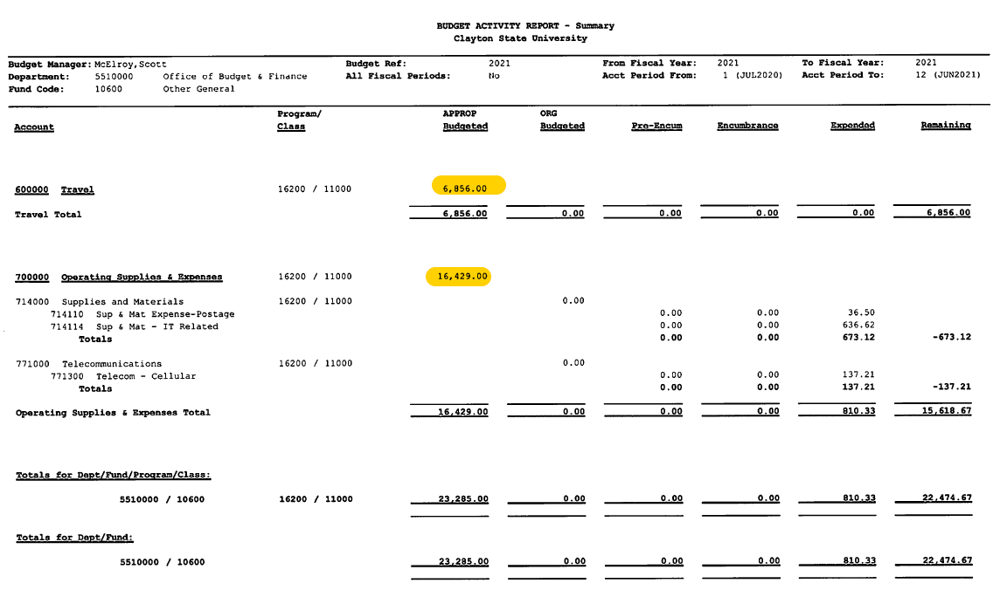 BUDGET ACTIVITY REPORT - Summary
Clayton State University
Budget Manager: McElroy,Scott Budget Ref: 2021 From Fiscal Year: 2021 To Fiscal Year: 2021
Department: 5510000 Office of Budget & Finance All Fiscal Periods: No Acct Period From: 1 (JUL2020) Acct Period To: 12 (JUN2021)
Fund Code: 10600 Other General
Program/ APPROP ORG
Account Class Budgeted Budgeted Pre-Encum Encumbrance Expended Remaining
600000 Travel 16200 / 11000 6,856.00
Travel Total 6,856.00 0.00 0.00 0.00 0.00 6,856.00
700000 Operating Supplies & Expenses 16200 / 11000 16,429.00
714000 Supplies and Materials 16200 / 11000 0.00
714110 Sup & Mat Expense-Postage 0.00 0.00 36.50
714114 Sup & Mat - IT Related 0.00 0.00 636.62
Totals 0.00 0.00 673.12 -673.12
771000 Telecommunications 16200 / 11000 0.00
771300 Telecom - Cellular 0.00 0.00 137.21
Totals 0.00 0.00 137.21 -137.21
Operating Supplies & Expenses Total 16,429.00 0.00 0.00 0.00 810.33 15,618.67
Totals for Dept/Fund/Program/Class:
5510000 / 10600 16200 / 11000 23,285.00 0.00 0.00 0.00 810.33 22,474.67
Totals for Dept/Fund:
5510000 / 10600 23,285.00 0.00 0.00 0.00 810.33 22,474.67